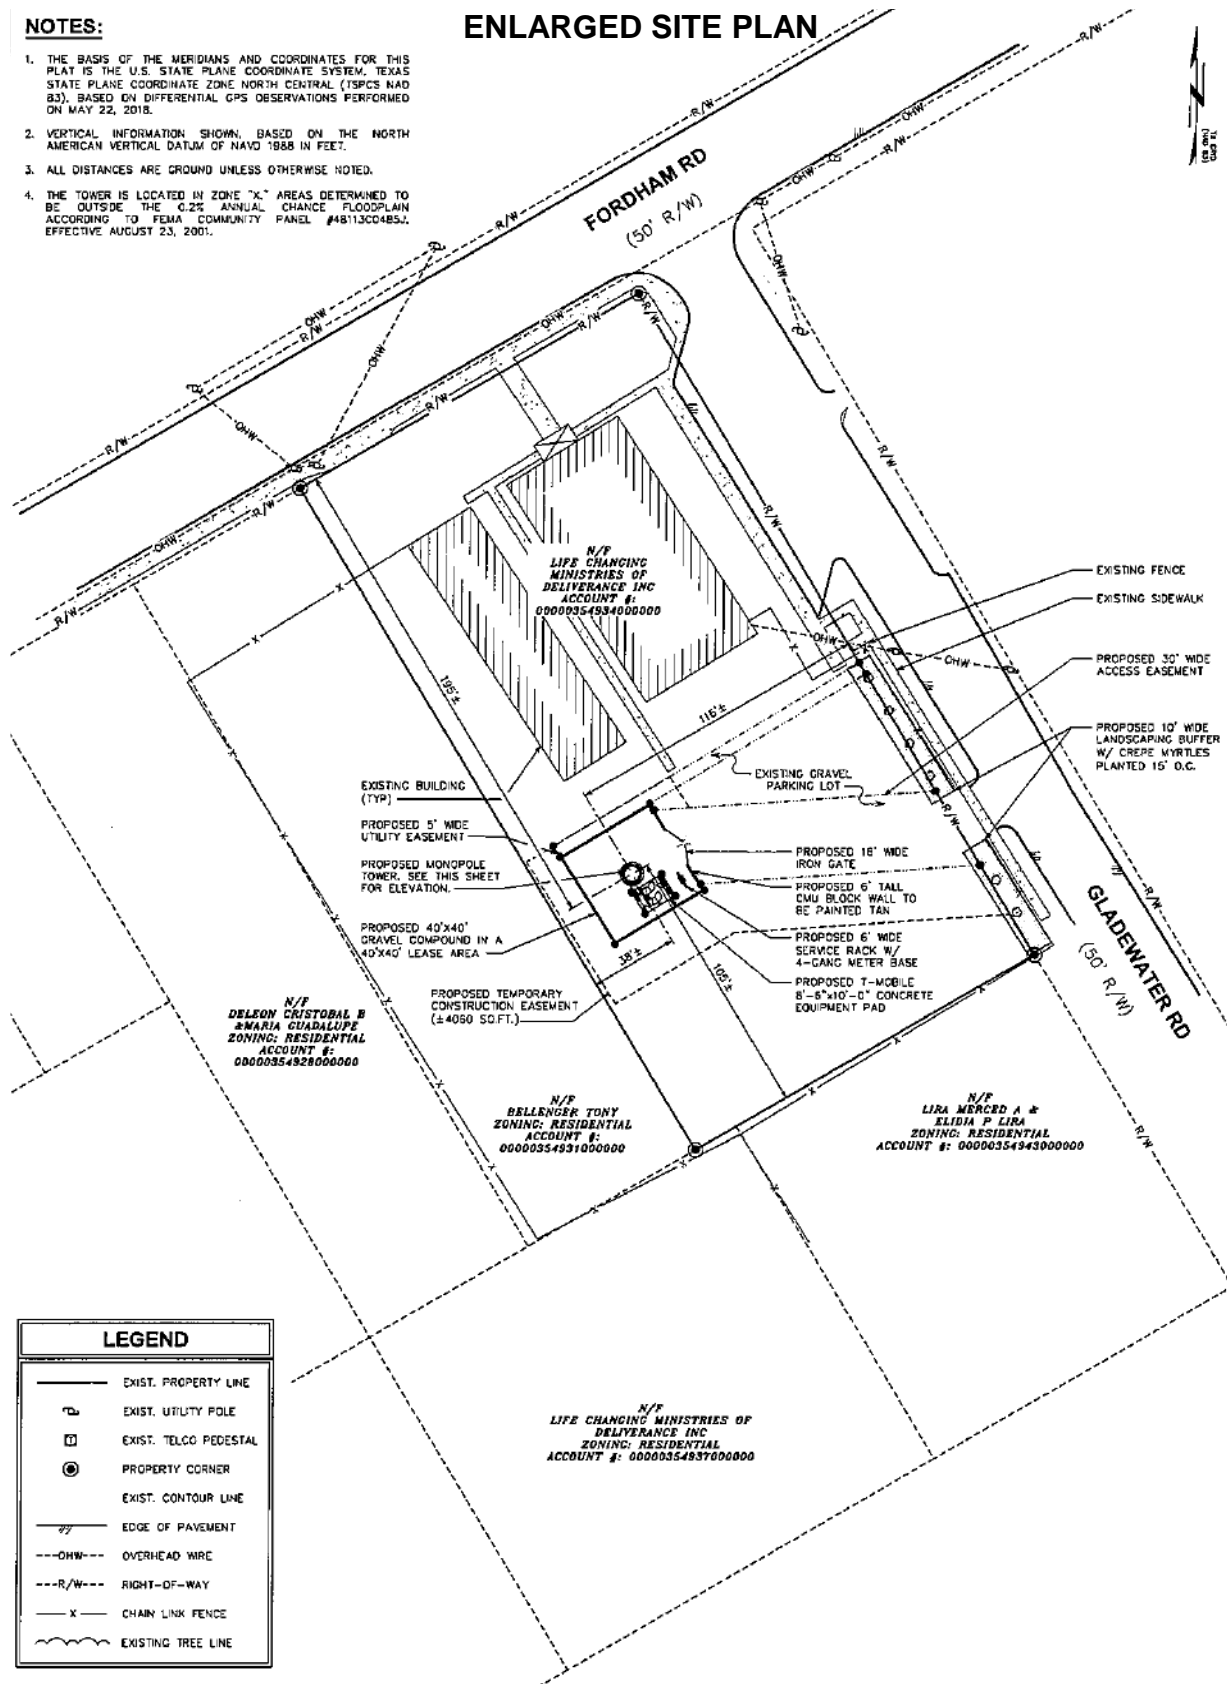 ENLARGED SITE PLAN
NOTES:
1. THE BASIS OF THE MERIDIANS AND COORDINATES FOR THIS
PLAT IS THE U.S. STATE PLANE COORDINATE SYSTEM, TEXAS
STATE PLANE COORDINATE ZONE NORTH CENTRAL (TSPCS NAD
83). BASED ON DIFFERENTIAL GPS OBSERVATIONS PERFORMED
ON MAY 22, 2018.
2. VERTICAL INFORMATION SHOWN, BASED ON THE NORTH
AMERICAN VERTICAL DATUM OF NAVD 1988 IN FEET.
3. ALL DISTANCES ARE GROUND UNLESS OTHERWISE NOTED.
4. THE TOWER IS LOCATED IN ZONE "X," AREAS DETERMINED TO
BE OUTSIDE THE 0.2% ANNUAL CHANCE FLOODPLAIN
ACCORDING TO FEMA COMMUNITY PANEL #48113C0485J.
EFFECTIVE AUGUST 23, 2001.
R/W
R/W
OHW
R/W
OHW
R/W
FORDHAM RD
(50' R/W)
OHW
OHW
R/W
OHW
R/W
R/W
OHW
R/W
OHW
R/W
R/W
R/W
OHW
R/W
R/W
N/F
LIFE CHANGING
MINISTRIES OF
DELIVERANCE INC
ACCOUNT #:
00000354934000000
EXISTING FENCE
EXISTING SIDEWALK
OHW
OHW
PROPOSED 30' WIDE
ACCESS EASEMENT
195'±
116'±
PROPOSED 10' WIDE
LANDSCAPING BUFFER
W/ CREPE MYRTLES
PLANTED 15' O.C.
EXISTING GRAVEL
PARKING LOT
EXISTING BUILDING
(TYP)
R/W
PROPOSED 5' WIDE
UTILITY EASEMENT
PROPOSED MONOPOLE
TOWER. SEE THIS SHEET
FOR ELEVATION.
PROPOSED 16' WIDE
IRON GATE
PROPOSED 6' TALL
CMU BLOCK WALL TO
BE PAINTED TAN
R/W
PROPOSED 40'X40'
GRAVEL COMPOUND IN A
40'X40' LEASE AREA
PROPOSED 6' WIDE
SERVICE RACK W/
4-GANG METER BASE
38'±
105'±
GLADEWATER RD
(50' R/W)
PROPOSED TEMPORARY
CONSTRUCTION EASEMENT
(±4060 SQ.FT.)
PROPOSED T-MOBILE
8'-6"x10'-0" CONCRETE
EQUIPMENT PAD
N/F
DELEON CRISTOBAL B
&MARIA GUADALUPE
ZONING: RESIDENTIAL
ACCOUNT #:
00000354928000000
N/F
BELLENGER TONY
ZONING: RESIDENTIAL
ACCOUNT #:
00000354931000000
N/F
LIRA MERCED A &
ELIDIA P LIRA
ZONING: RESIDENTIAL
ACCOUNT #: 00000354943000000
R/W
N/F
LIFE CHANGING MINISTRIES OF
DELIVERANCE INC
ZONING: RESIDENTIAL
ACCOUNT #: 00000354937000000
LEGEND
EXIST. PROPERTY LINE
EXIST. UTILITY POLE
EXIST. TELCO PEDESTAL
PROPERTY CORNER
EXIST. CONTOUR LINE
EDGE OF PAVEMENT
OHW OVERHEAD WIRE
R/W RIGHT-OF-WAY
X CHAIN LINK FENCE
EXISTING TREE LINE